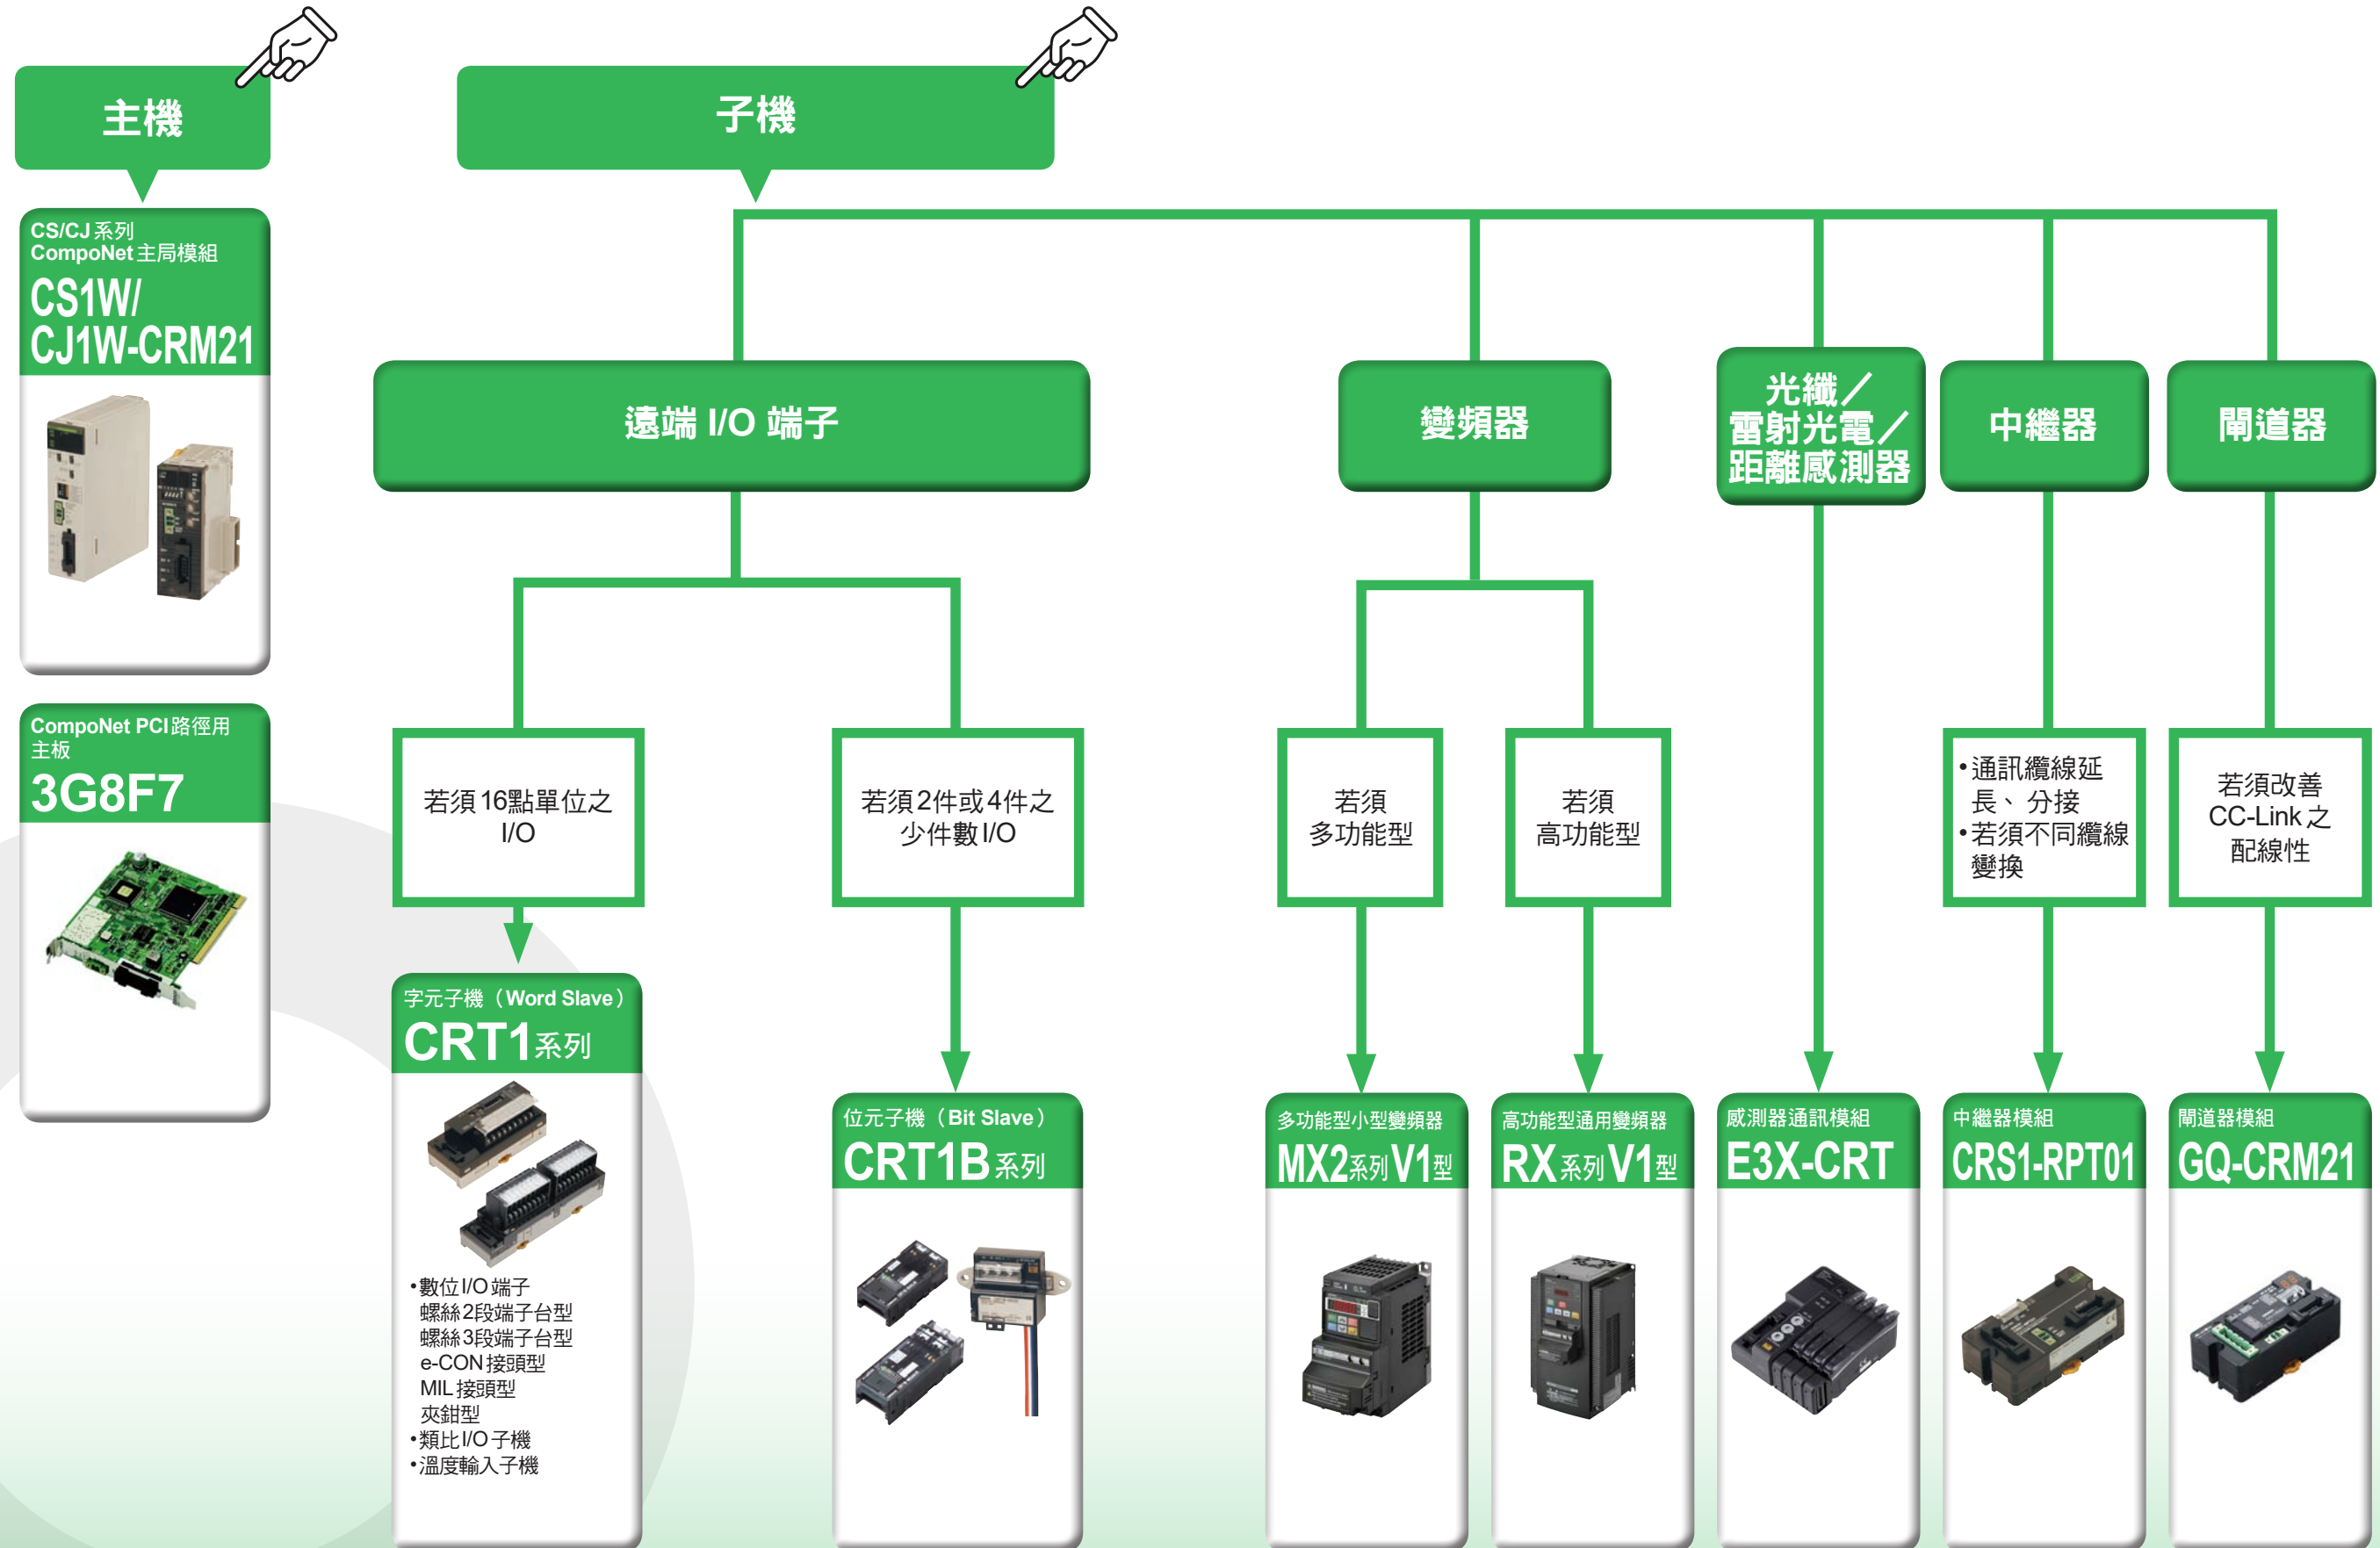 主機
子機
CS/CJ系列
CompoNet主局模組
CS1W/
CJ1W-CRM21
CompoNet PCI路徑用
主板
3G8F7
遠端 I/O 端子
變頻器
光纖／
雷射光電／
距離感測器
中繼器
閘道器
若須16點單位之
I/O
若須2件或4件之
少件數I/O
若須
多功能型
若須
高功能型
•通訊纜線延
長、分接
•若須不同纜線
變換
若須改善
CC-Link之
配線性
字元子機（Word Slave）
CRT1系列
•數位I/O端子
螺絲2段端子台型
螺絲3段端子台型
e-CON接頭型
MIL接頭型
夾鉗型
•類比I/O子機
•溫度輸入子機
位元子機（Bit Slave）
CRT1B系列
多功能型小型變頻器
MX2系列V1型
高功能型通用變頻器
RX系列V1型
感測器通訊模組
E3X-CRT
中繼器模組
CRS1-RPT01
閘道器模組
GQ-CRM21